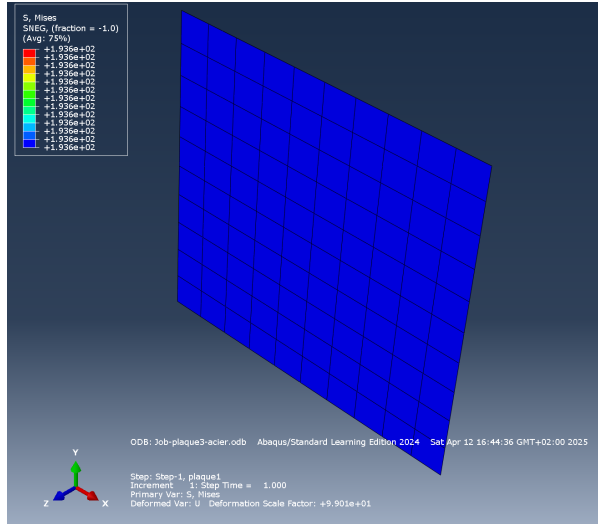 S, Mises
SNEG, (fraction = -1.0)
(Avg: 75%)
+1.936e+02
+1.936e+02
+1.936e+02
+1.936e+02
+1.936e+02
+1.936e+02
+1.936e+02
+1.936e+02
+1.936e+02
+1.936e+02
+1.936e+02
+1.936e+02
+1.936e+02
ODB: Job-plaque3-acier.odb Abaqus/Standard Learning Edition 2024 Sat Apr 12 16:44:36 GMT+02:00 2025
Y
Z X
Step: Step-1, plaque1
Increment 1: Step Time = 1.000
Primary Var: S, Mises
Deformed Var: U Deformation Scale Factor: +9.901e+01